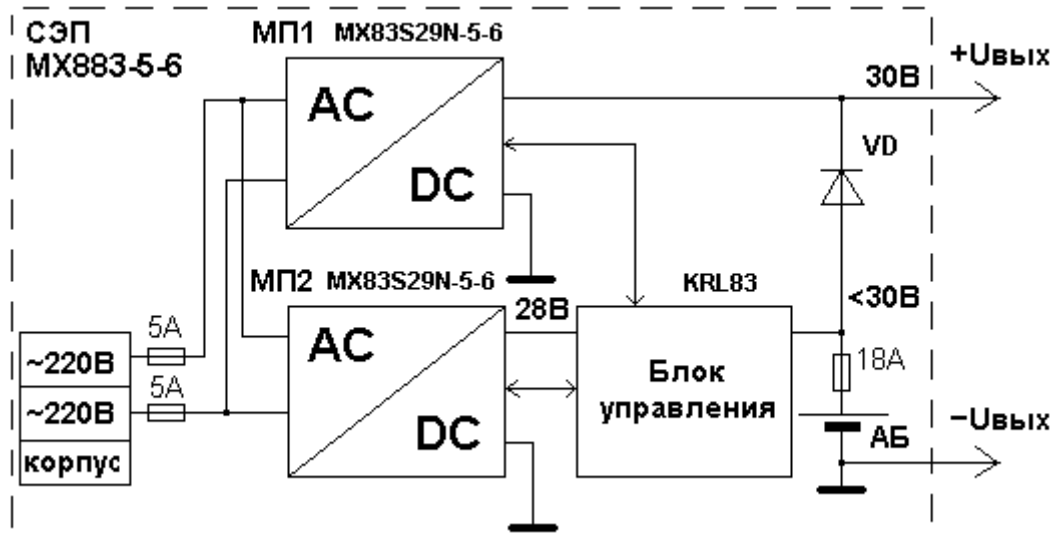 СЭП
МХ883-5-6
МП1 MX83S29N-5-6
AC
DC
30В
+Uвых
VD
МП2 MX83S29N-5-6
AC
DC
28В
KRL83
Блок
управления
<30В
18А
АБ
−Uвых
5А
~220В
5А
~220В
корпус